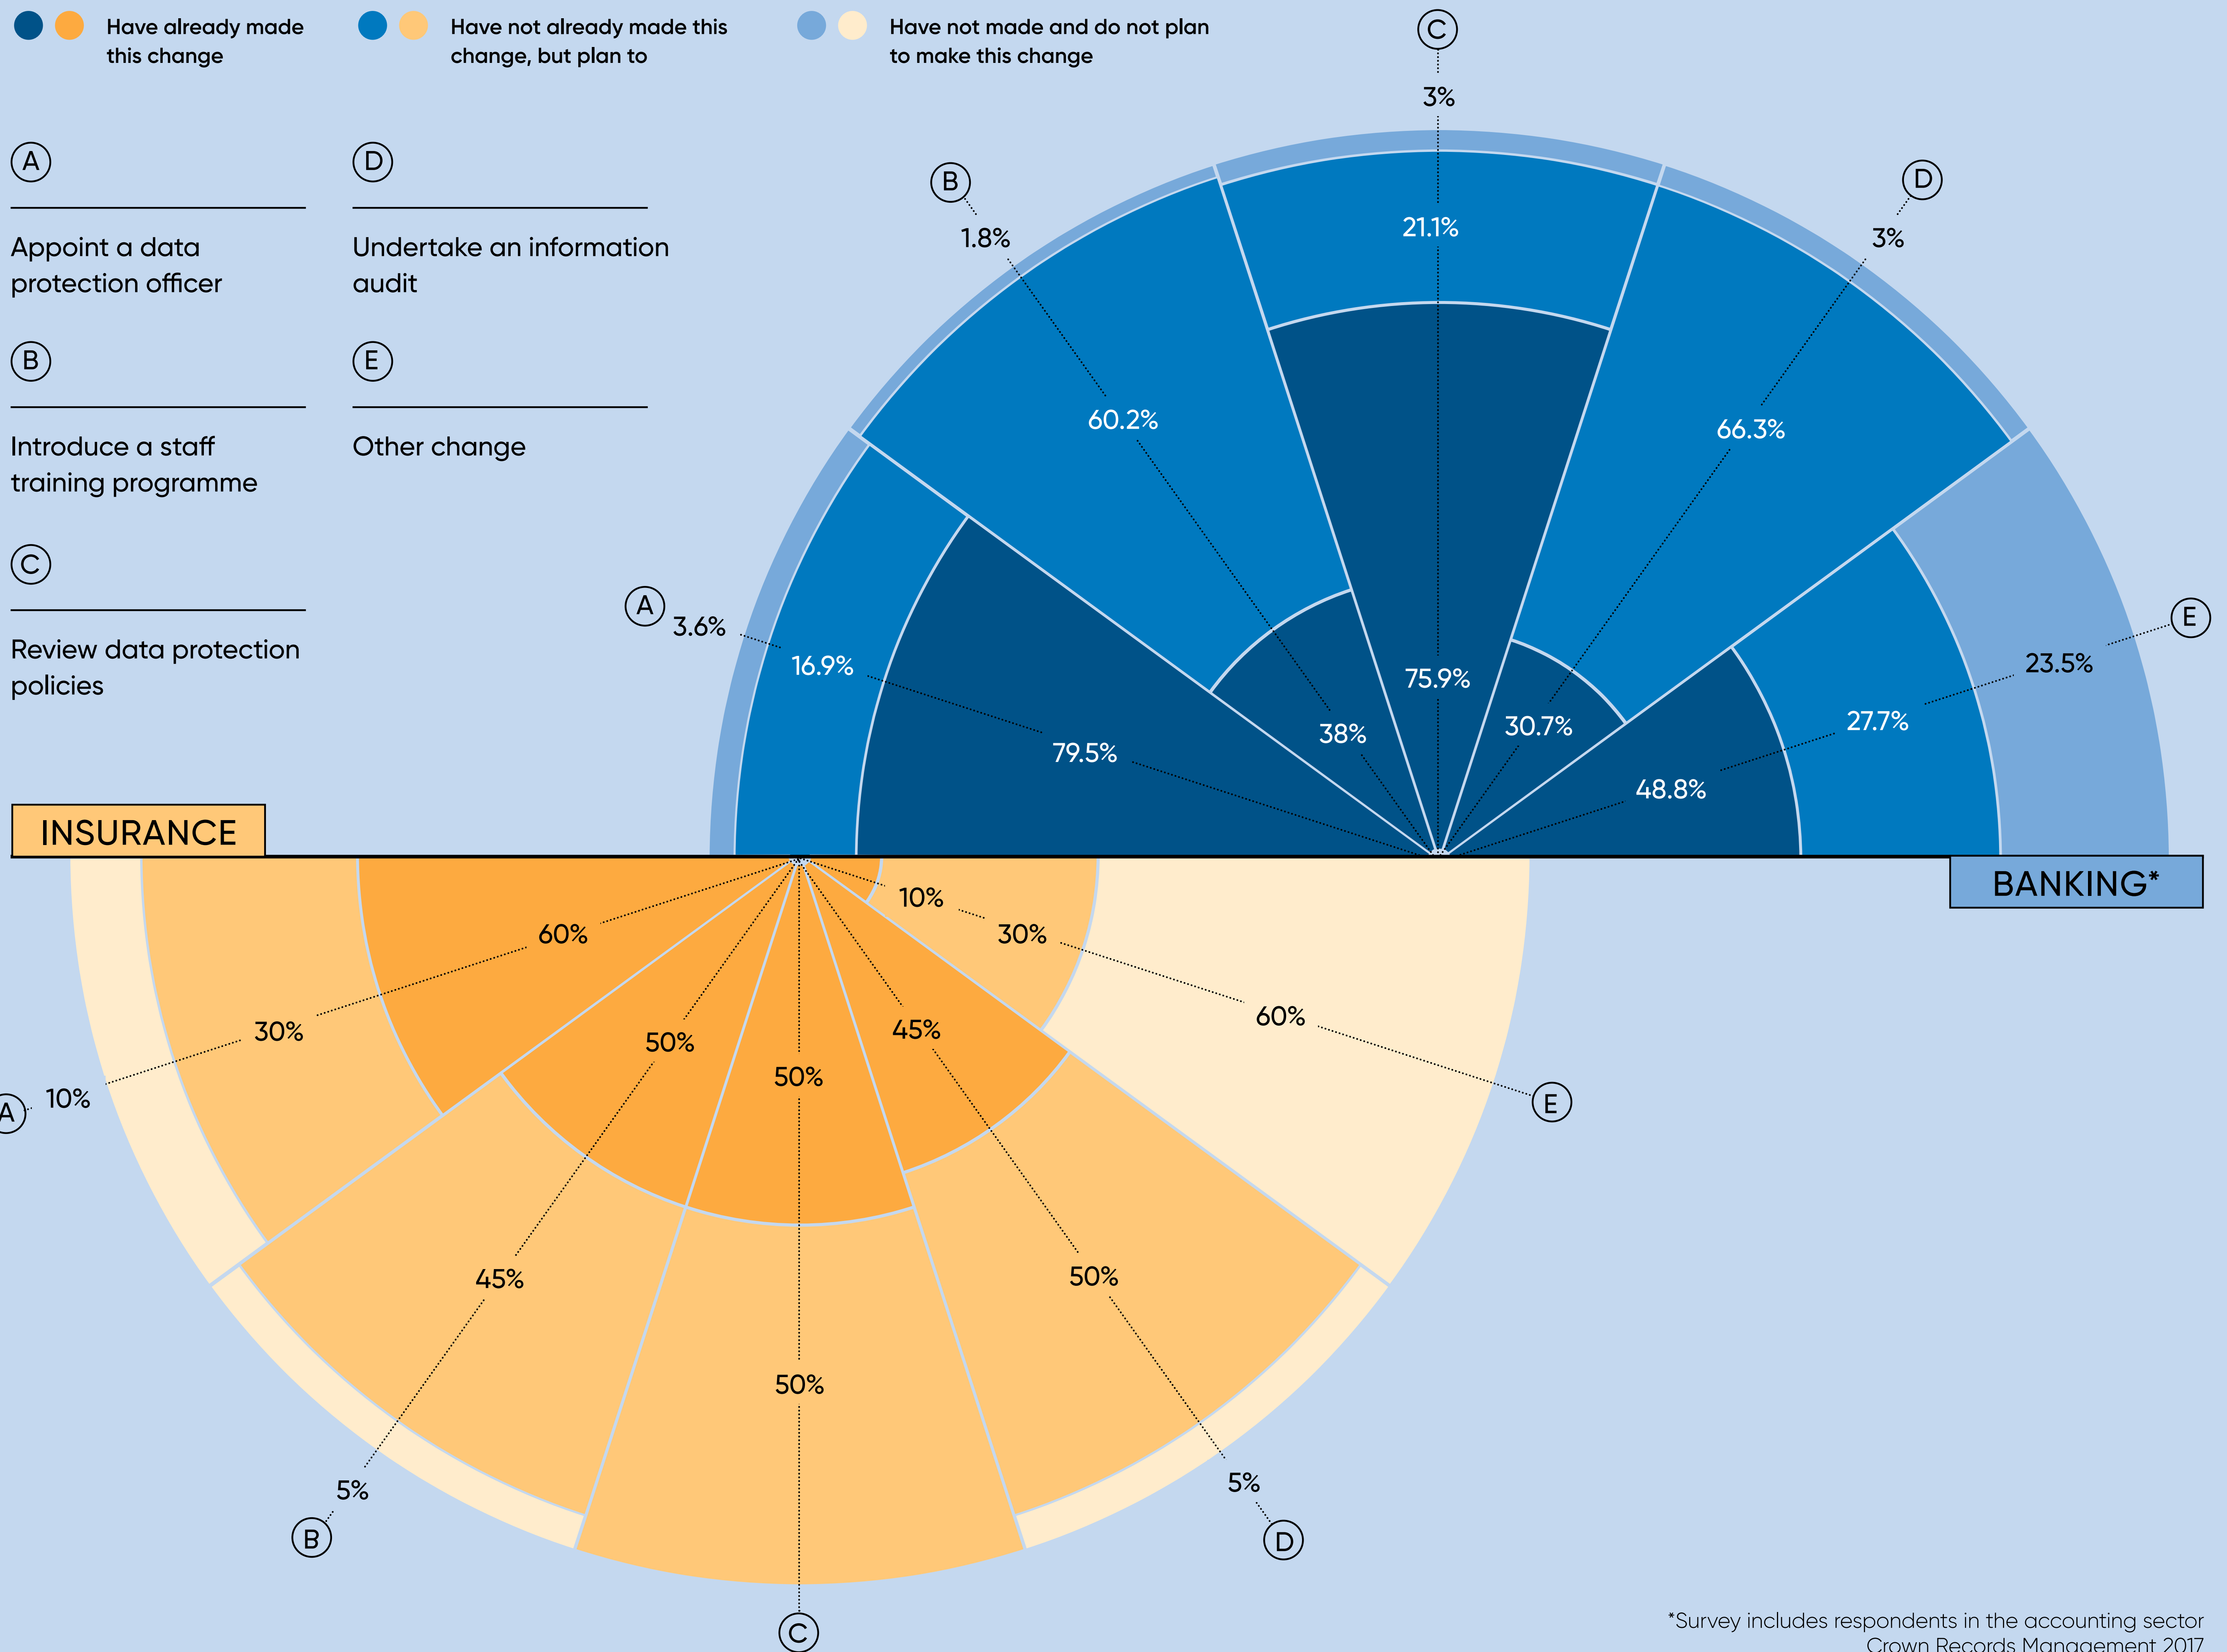 Have already made
this change
Have not already made this
change, but plan to
Have not made and do not plan
to make this change
A
Appoint a data
protection officer
B
Introduce a staff
training programme
C
Review data protection
policies
D
Undertake an information
audit
E
Other change
C
3%
21.1%
75.9%
B
1.8%
60.2%
38%
D
3%
66.3%
30.7%
A
3.6%
16.9%
79.5%
E
23.5%
27.7%
48.8%
INSURANCE
BANKING*
60%
30%
10%
A
50%
45%
5%
B
50%
50%
C
45%
50%
5%
D
10%
30%
60%
E
*Survey includes respondents in the accounting sector
Crown Records Management 2017